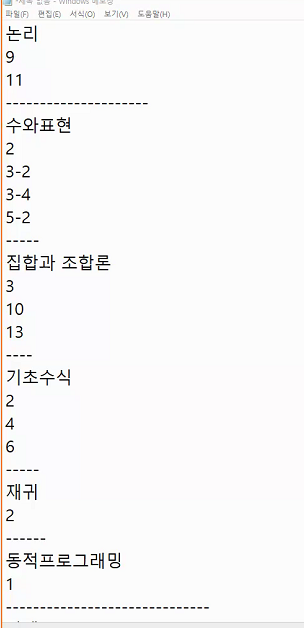 *제목 없음 - Windows 메모장
파일(F) 편집(E) 서식(O) 보기(V) 도움말(H)
논리
9
11
---------------------
수와표현
2
3-2
3-4
5-2
-----
집합과 조합론
3
10
13
----
기초수식
2
4
6
-----
재귀
2
------
동적프로그래밍
1
------------------------------